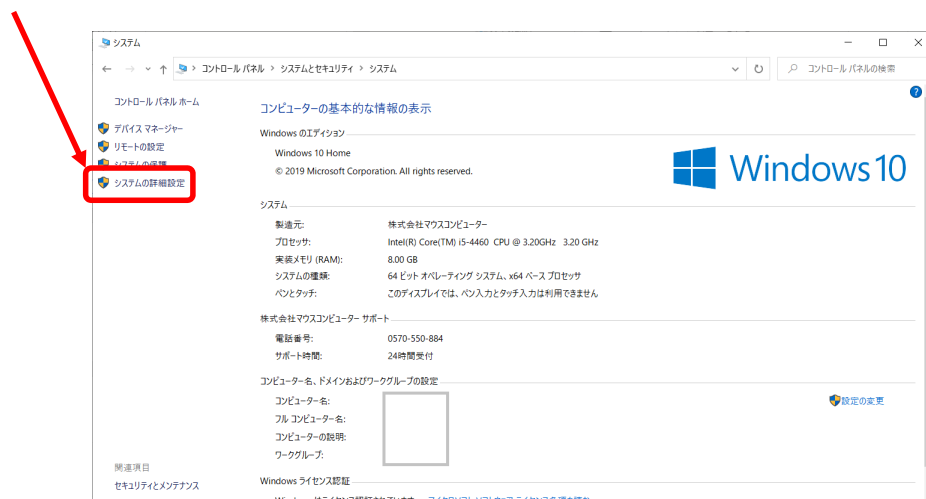 システム
コントロール パネル > システムとセキュリティ > システム
コントロール パネルの検索
コントロール パネル ホーム
デバイス マネージャー
リモートの設定
システムの保護
システムの詳細設定
コンピューターの基本的な情報の表示
Windows のエディション
Windows 10 Home
© 2019 Microsoft Corporation. All rights reserved.
Windows 10
システム
製造元: 株式会社マウスコンピューター
プロセッサ: Intel(R) Core(TM) i5-4460 CPU @ 3.20GHz 3.20 GHz
実装メモリ (RAM): 8.00 GB
システムの種類: 64 ビット オペレーティング システム、x64 ベース プロセッサ
ペンとタッチ: このディスプレイでは、ペン入力とタッチ入力は利用できません
株式会社マウスコンピューター サポート
電話番号: 0570-550-884
サポート時間: 24時間受付
コンピューター名、ドメインおよびワークグループの設定
コンピューター名:
設定の変更
フル コンピューター名:
コンピューターの説明:
ワークグループ:
関連項目
セキュリティとメンテナンス
Windows ライセンス認証